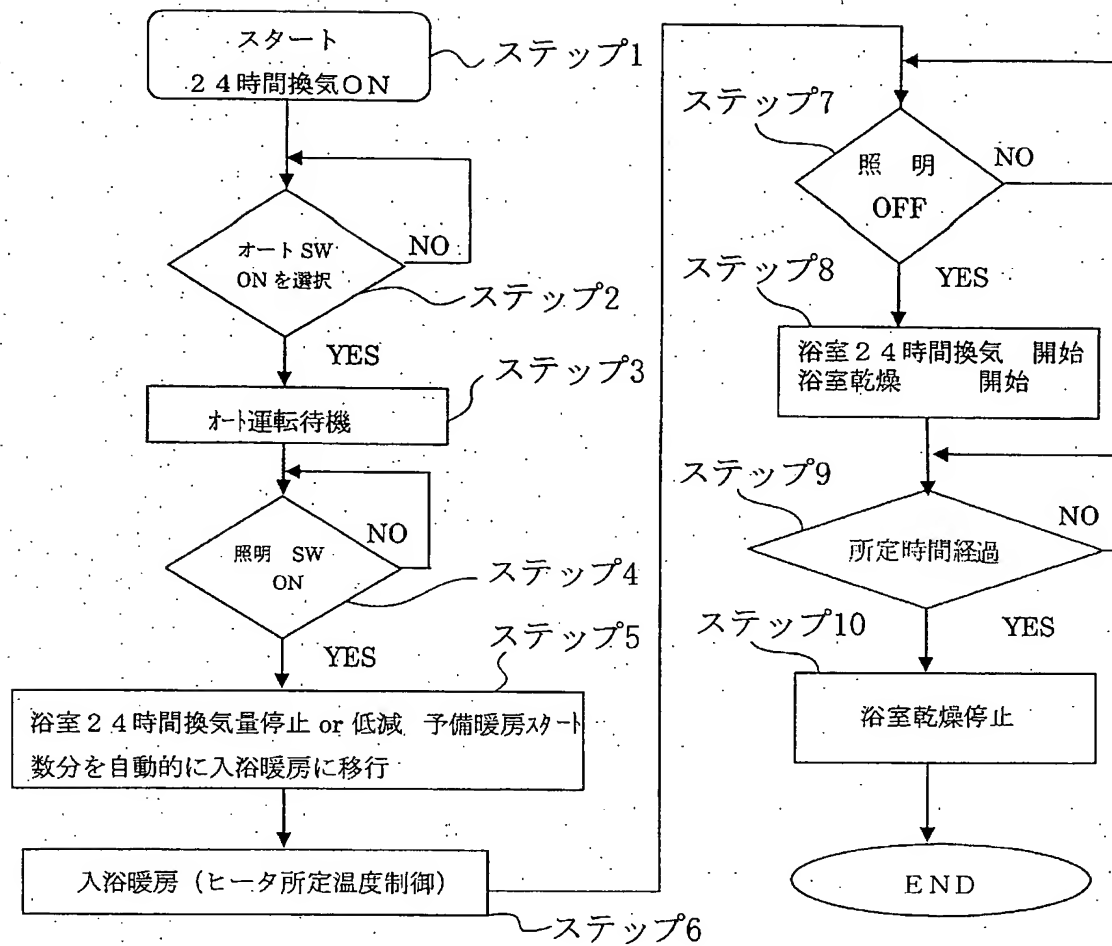 スタート
24時間換気ON
ステップ1
オートSW
ONを選択
NO
ステップ2
YES
ステップ3
オート運転待機
NO
照明 SW
ON
ステップ4
YES
ステップ5
浴室24時間換気量停止 or 低減 予備暖房スタート
数分を自動的に入浴暖房に移行
入浴暖房(ヒータ所定温度制御)
ステップ6
ステップ7
照 明
OFF
NO
ステップ8
YES
浴室24時間換気 開始
浴室乾燥 開始
ステップ9
NO
所定時間経過
ステップ10
YES
浴室乾燥停止
END